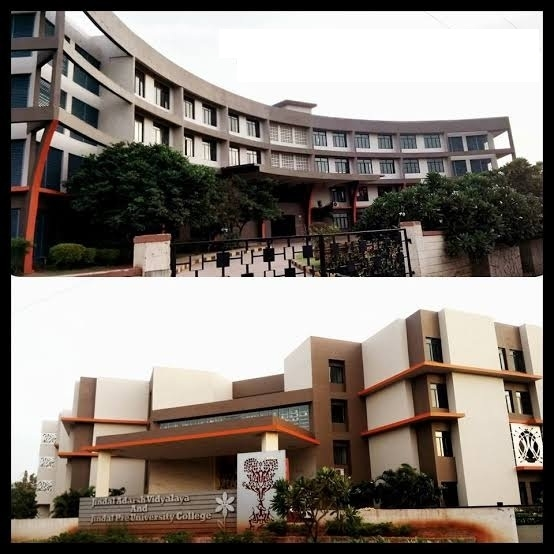 Jindal Adarsh Vidyalaya
And
Jindal Pre University College